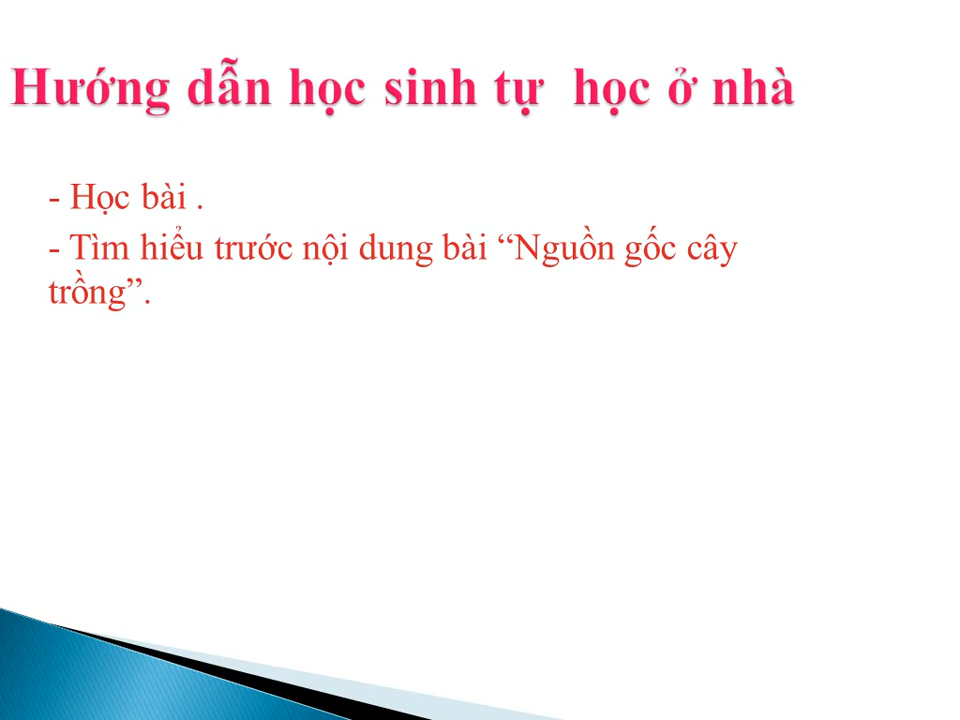 Hướng dẫn học sinh tự  học ở nhà
- Học bài .
- Tìm hiểu trước nội dung bài “Nguồn gốc cây
trồng”.